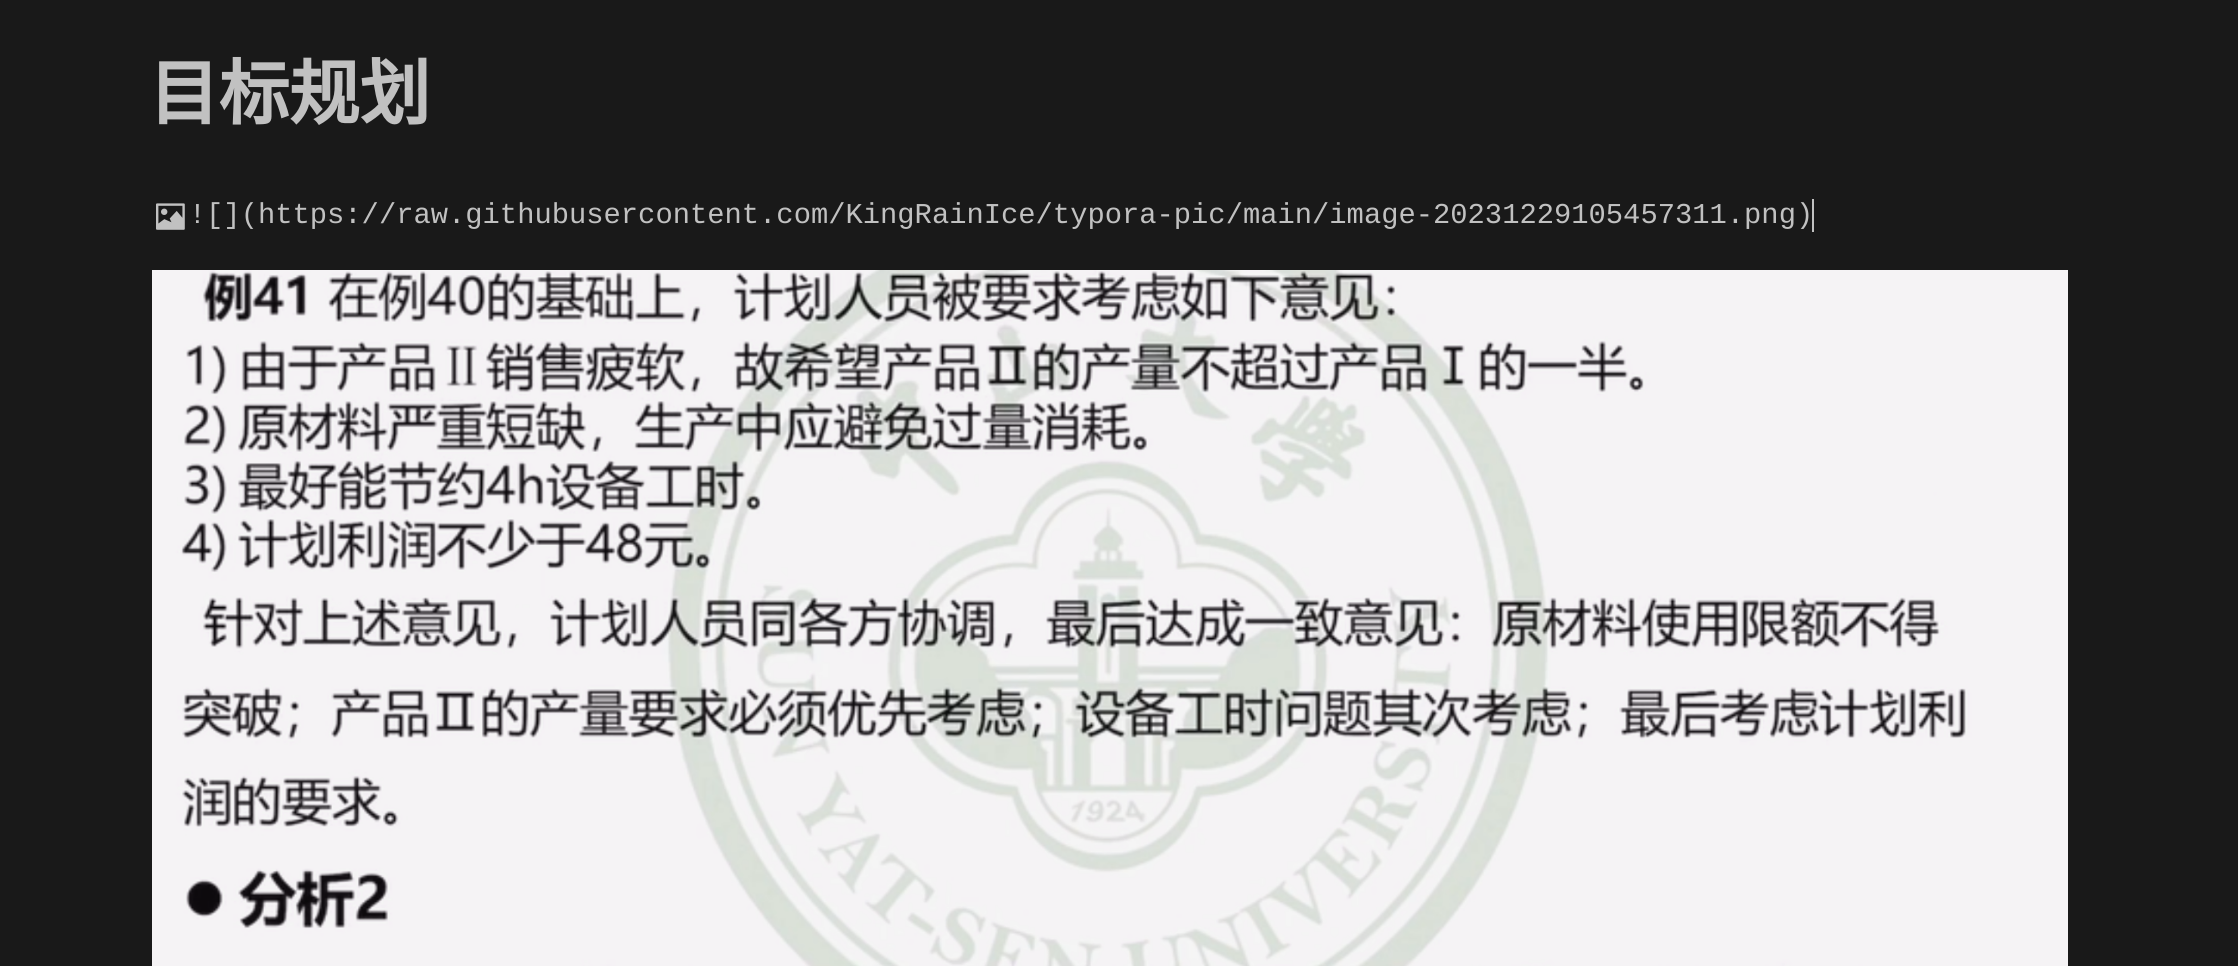 目标规划
![](https://raw.githubusercontent.com/KingRainIce/typora-pic/main/image-20231229105457311.png)
例41 在例40的基础上，计划人员被要求考虑如下意见：
1) 由于产品Ⅱ销售疲软，故希望产品Ⅱ的产量不超过产品Ⅰ的一半。
2) 原材料严重短缺，生产中应避免过量消耗。
3) 最好能节约4h设备工时。
4) 计划利润不少于48元。
针对上述意见，计划人员同各方协调，最后达成一致意见：原材料使用限额不得
突破；产品Ⅱ的产量要求必须优先考虑；设备工时问题其次考虑；最后考虑计划利
润的要求。
● 分析2
中山大學
SUN YAT-SEN UNIVERSIT
1924